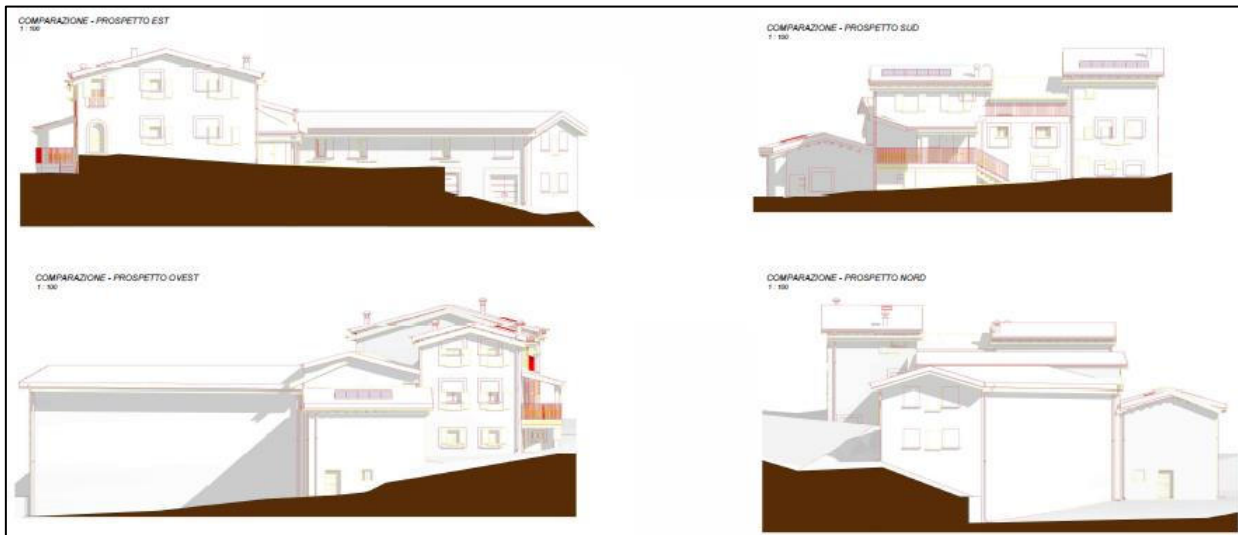 COMPARAZIONE - PROSPETTO EST
1 : 100
COMPARAZIONE - PROSPETTO SUD
1 : 100
COMPARAZIONE - PROSPETTO OVEST
1 : 100
COMPARAZIONE - PROSPETTO NORD
1 : 100